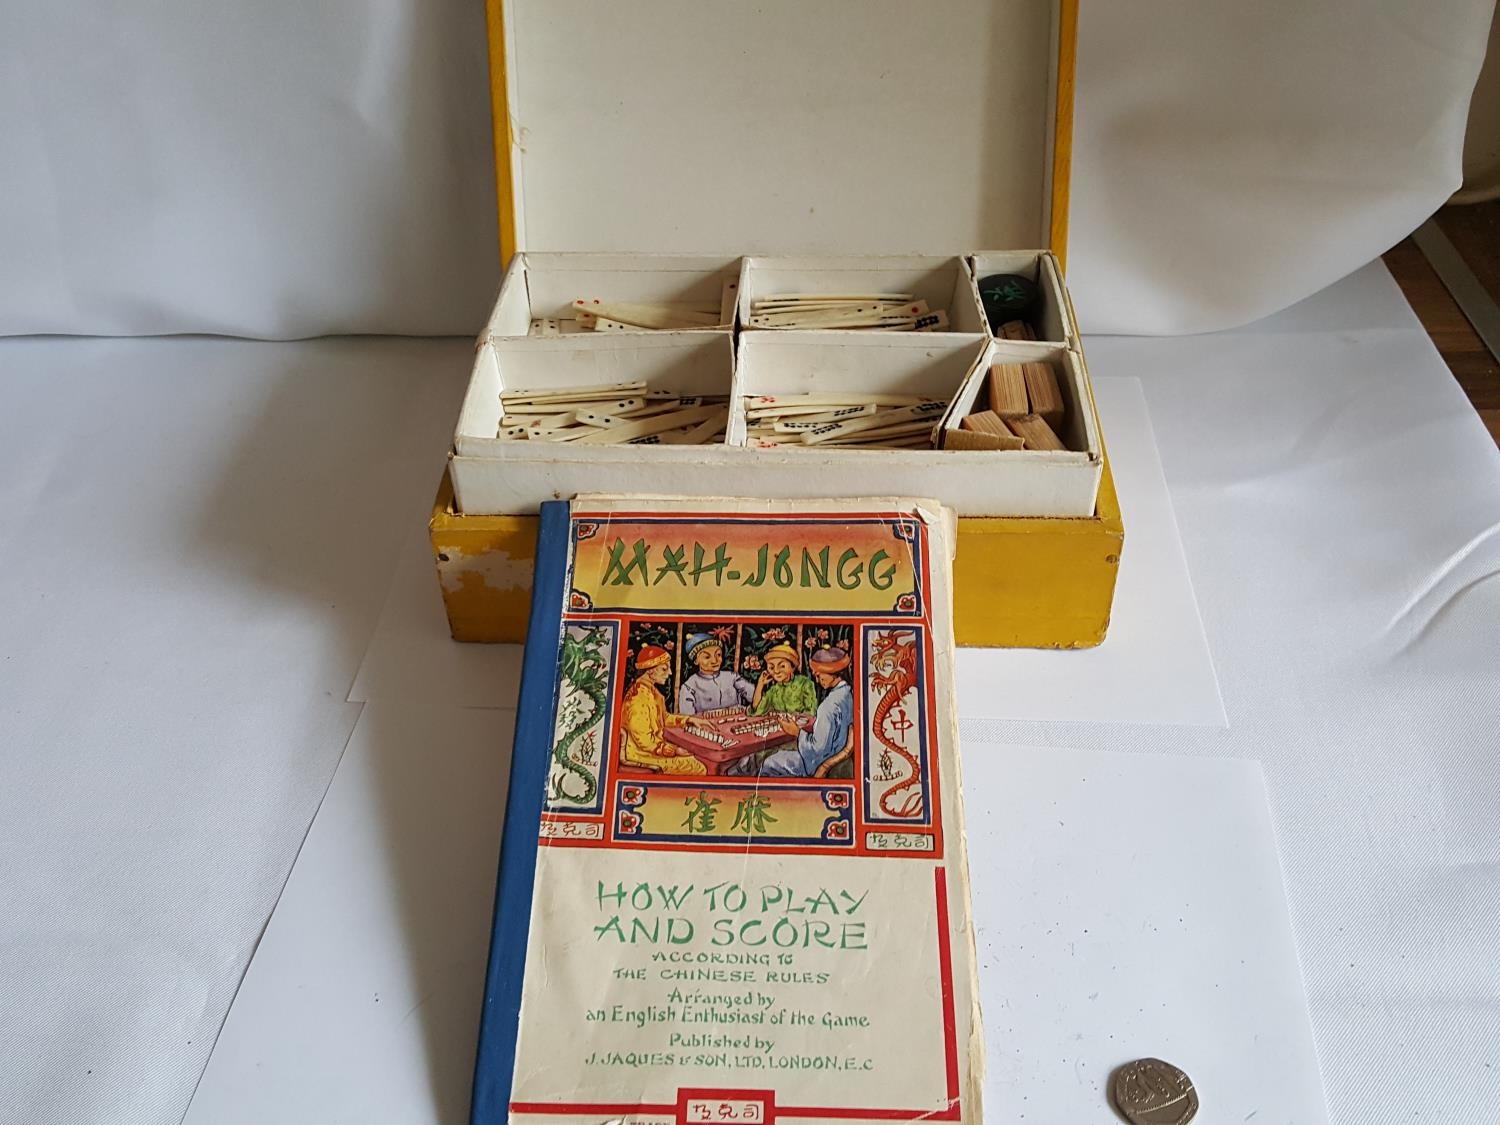 MAH-JONGG
中
雀麻
HOW TO PLAY
AND SCORE
ACCORDING TO
THE CHINESE RULES
Arranged by
an English Enthusiast of the Game
Published by
J. JAQUES & SON, LTD, LONDON, E.C